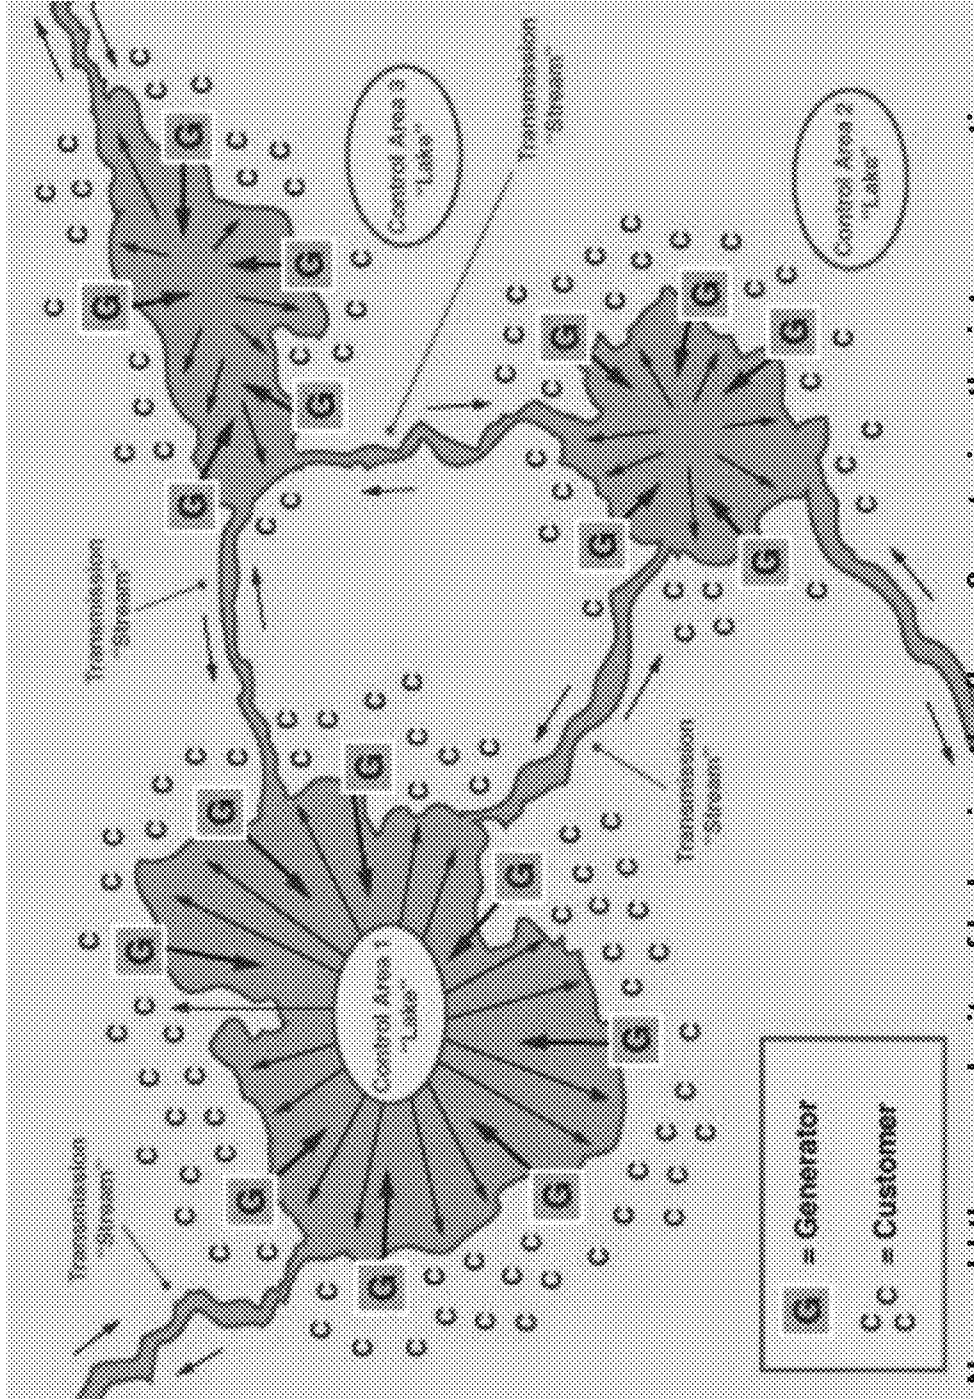 Transmission
"Stream"
Transmission
"Stream"
Control Area 3
"Lake"
Control Area 1
"Lake"
Transmission
"Stream"
Transmission
"Stream"
Control Area 2
"Lake"
G = Generator
C C C = Customer